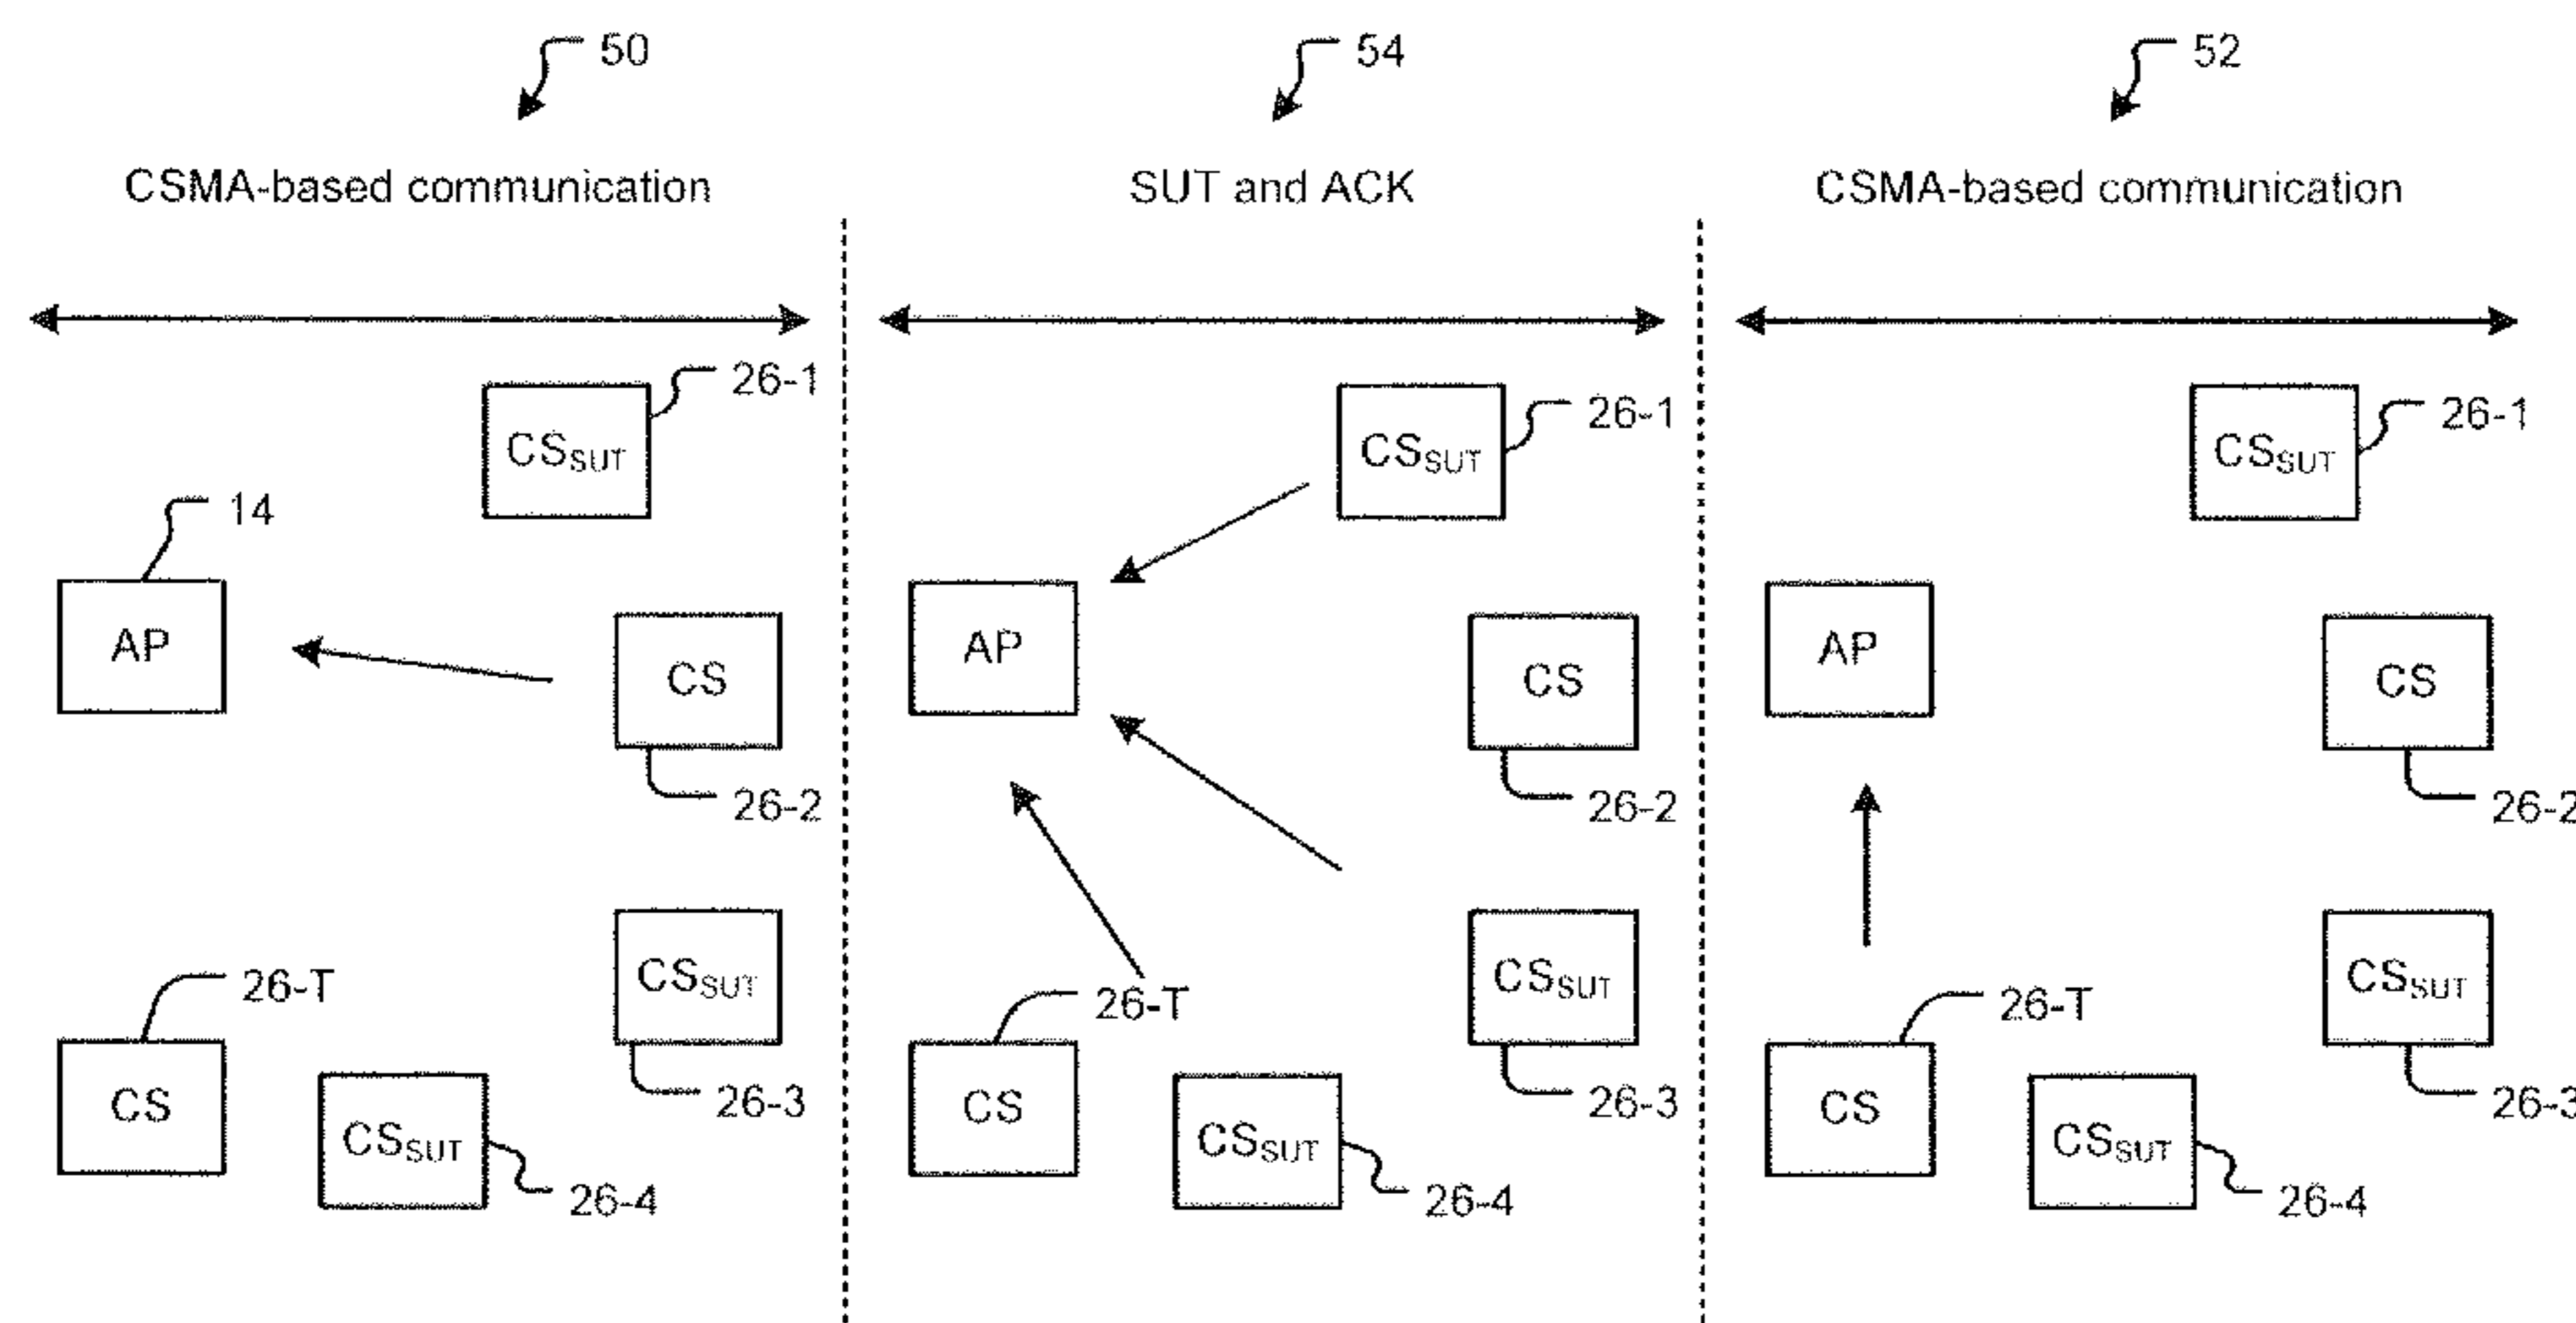 50
54
52
CSMA-based communication
SUT and ACK
CSMA-based communication
26-1
CSSUT
14
AP
CS
26-2
26-T
CS
CSSUT
26-3
CSSUT
26-4
26-1
CSSUT
AP
CS
26-2
26-T
CS
CSSUT
26-3
CSSUT
26-4
26-1
CSSUT
AP
CS
26-2
26-T
CS
CSSUT
26-3
CSSUT
26-4